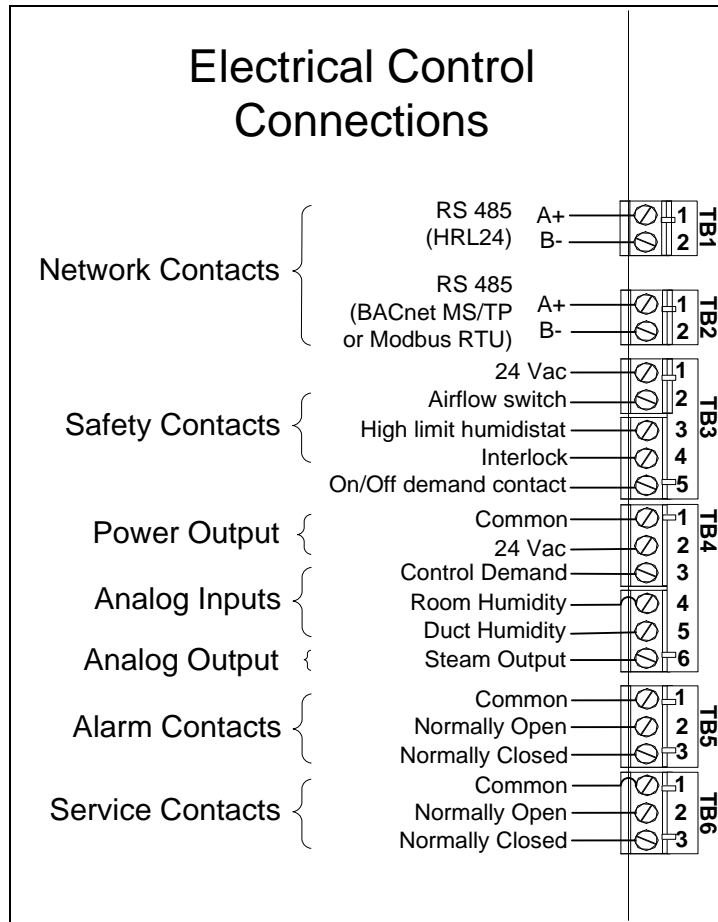 Electrical Control
Connections
Network Contacts
RS 485
(HRL24)
A+
B-
1
2
TB1
RS 485
(BACnet MS/TP
or Modbus RTU)
A+
B-
1
2
TB2
Safety Contacts
24 Vac
Airflow switch
High limit humidistat
Interlock
On/Off demand contact
1
2
3
4
5
TB3
Power Output
Common
24 Vac
1
2
TB4
Analog Inputs
Control Demand
Room Humidity
Duct Humidity
3
4
5
Analog Output
Steam Output
6
Alarm Contacts
Common
Normally Open
Normally Closed
1
2
3
TB5
Service Contacts
Common
Normally Open
Normally Closed
1
2
3
TB6